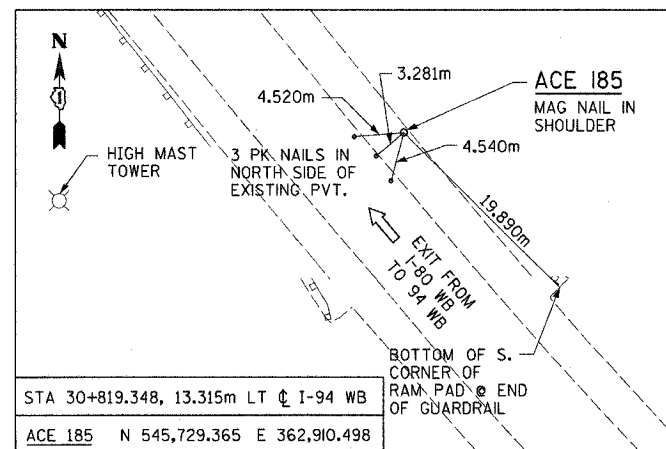 N
1
HIGH MAST
TOWER
4.520m
3.281m
ACE 185
MAG NAIL IN
SHOULDER
3 PK NAILS IN
NORTH SIDE OF
EXISTING PVT.
4.540m
19.890m
EXIT FROM
I-80 WB
TO 94 WB
BOTTOM OF S.
CORNER OF
RAM PAD @ END
OF GUARDRAIL
STA 30+819.348, 13.315m LT ℄ I-94 WB
ACE 185 N 545,729.365 E 362,910.498